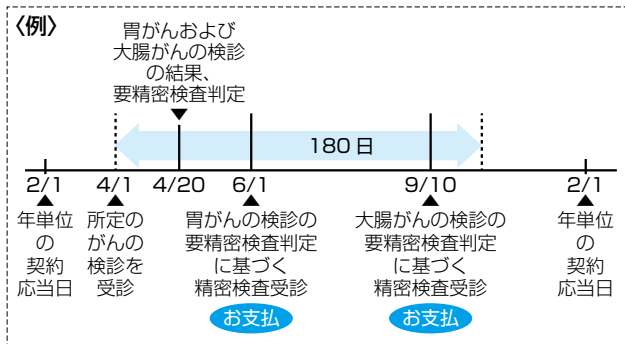 〈例〉
胃がんおよび
大腸がんの検診
の結果、
要精密検査判定
180日
2/1
4/1
4/20
6/1
9/10
2/1
年単位
の
契約
応当日
所定の
がんの
検診を
受診
胃がんの検診の
要精密検査判定
に基づく
精密検査受診
お支払
大腸がんの検診の
要精密検査判定
に基づく
精密検査受診
お支払
年単位
の
契約
応当日